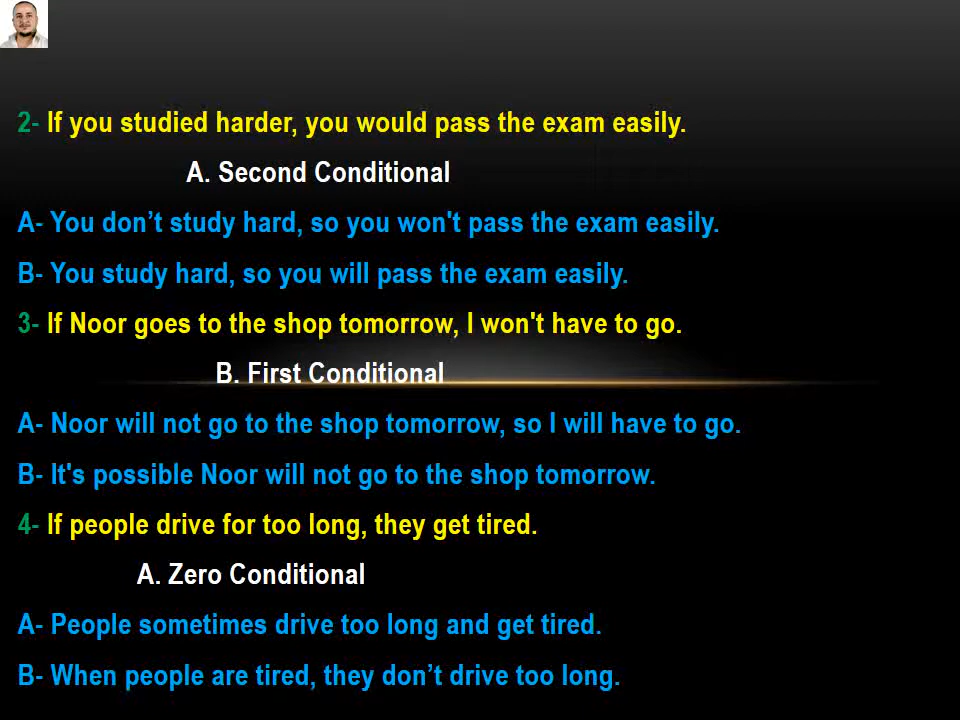 2- If you studied harder, you would pass the exam easily.
A. Second Conditional
A- You don’t study hard, so you won't pass the exam easily.
B- You study hard, so you will pass the exam easily.
3- If Noor goes to the shop tomorrow, I won't have to go.
B. First Conditional
A- Noor will not go to the shop tomorrow, so I will have to go.
B- It's possible Noor will not go to the shop tomorrow.
4- If people drive for too long, they get tired.
A. Zero Conditional
A- People sometimes drive too long and get tired.
B- When people are tired, they don’t drive too long.